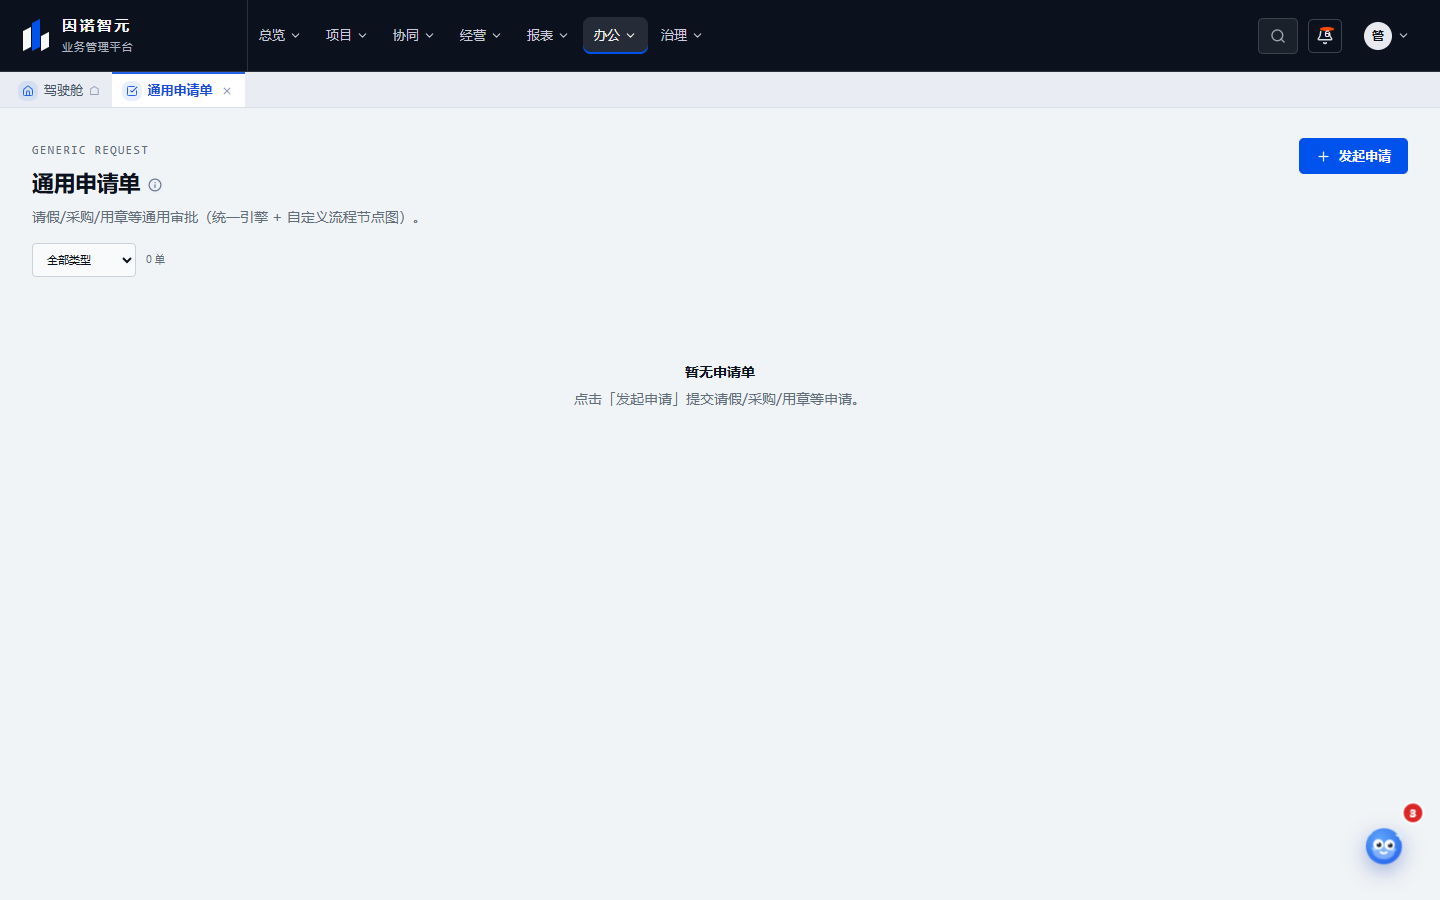 因诺智元
业务管理平台
总览
项目
协同
经营
报表
办公
治理
6
管
驾驶舱
通用申请单
GENERIC REQUEST
通用申请单
请假/采购/用章等通用审批（统一引擎 + 自定义流程节点图）。
发起申请
全部类型
0 单
暂无申请单
点击「发起申请」提交请假/采购/用章等申请。
3